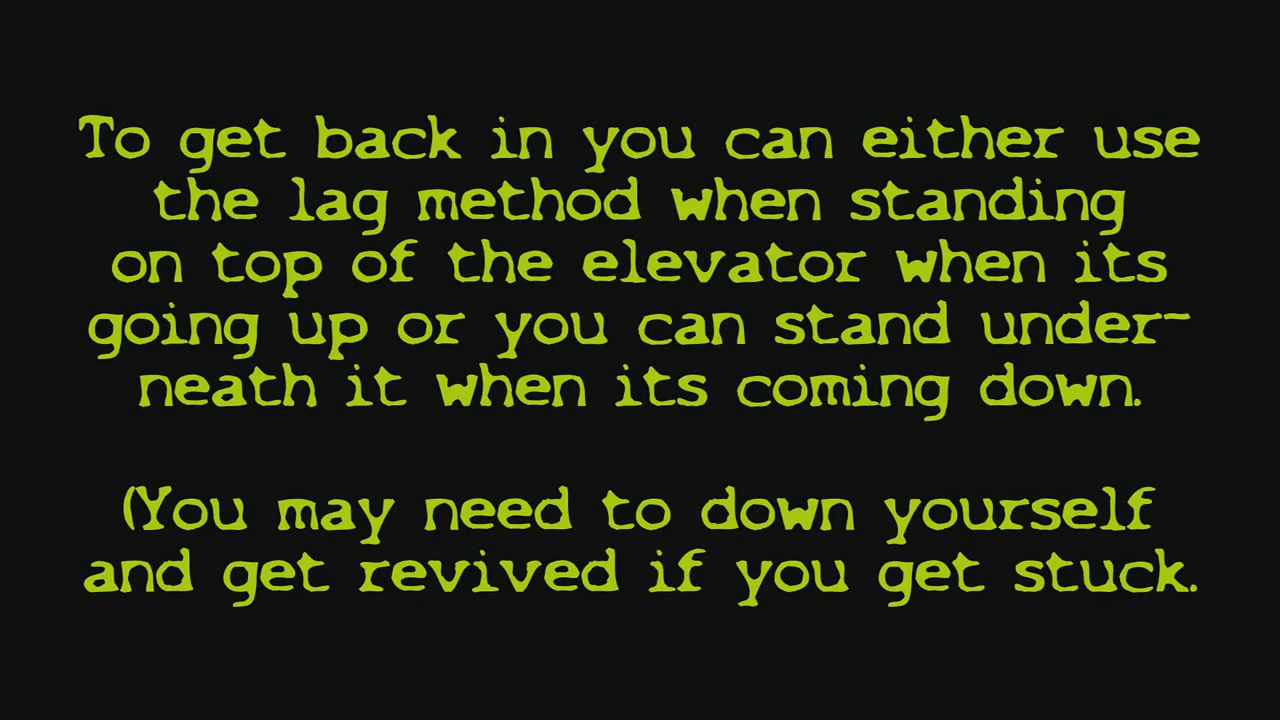 To get back in you can either use
the lag method when standing
on top of the elevator when its
going up or you can stand under-
neath it when its coming down.
(You may need to down yourself
and get revived if you get stuck.